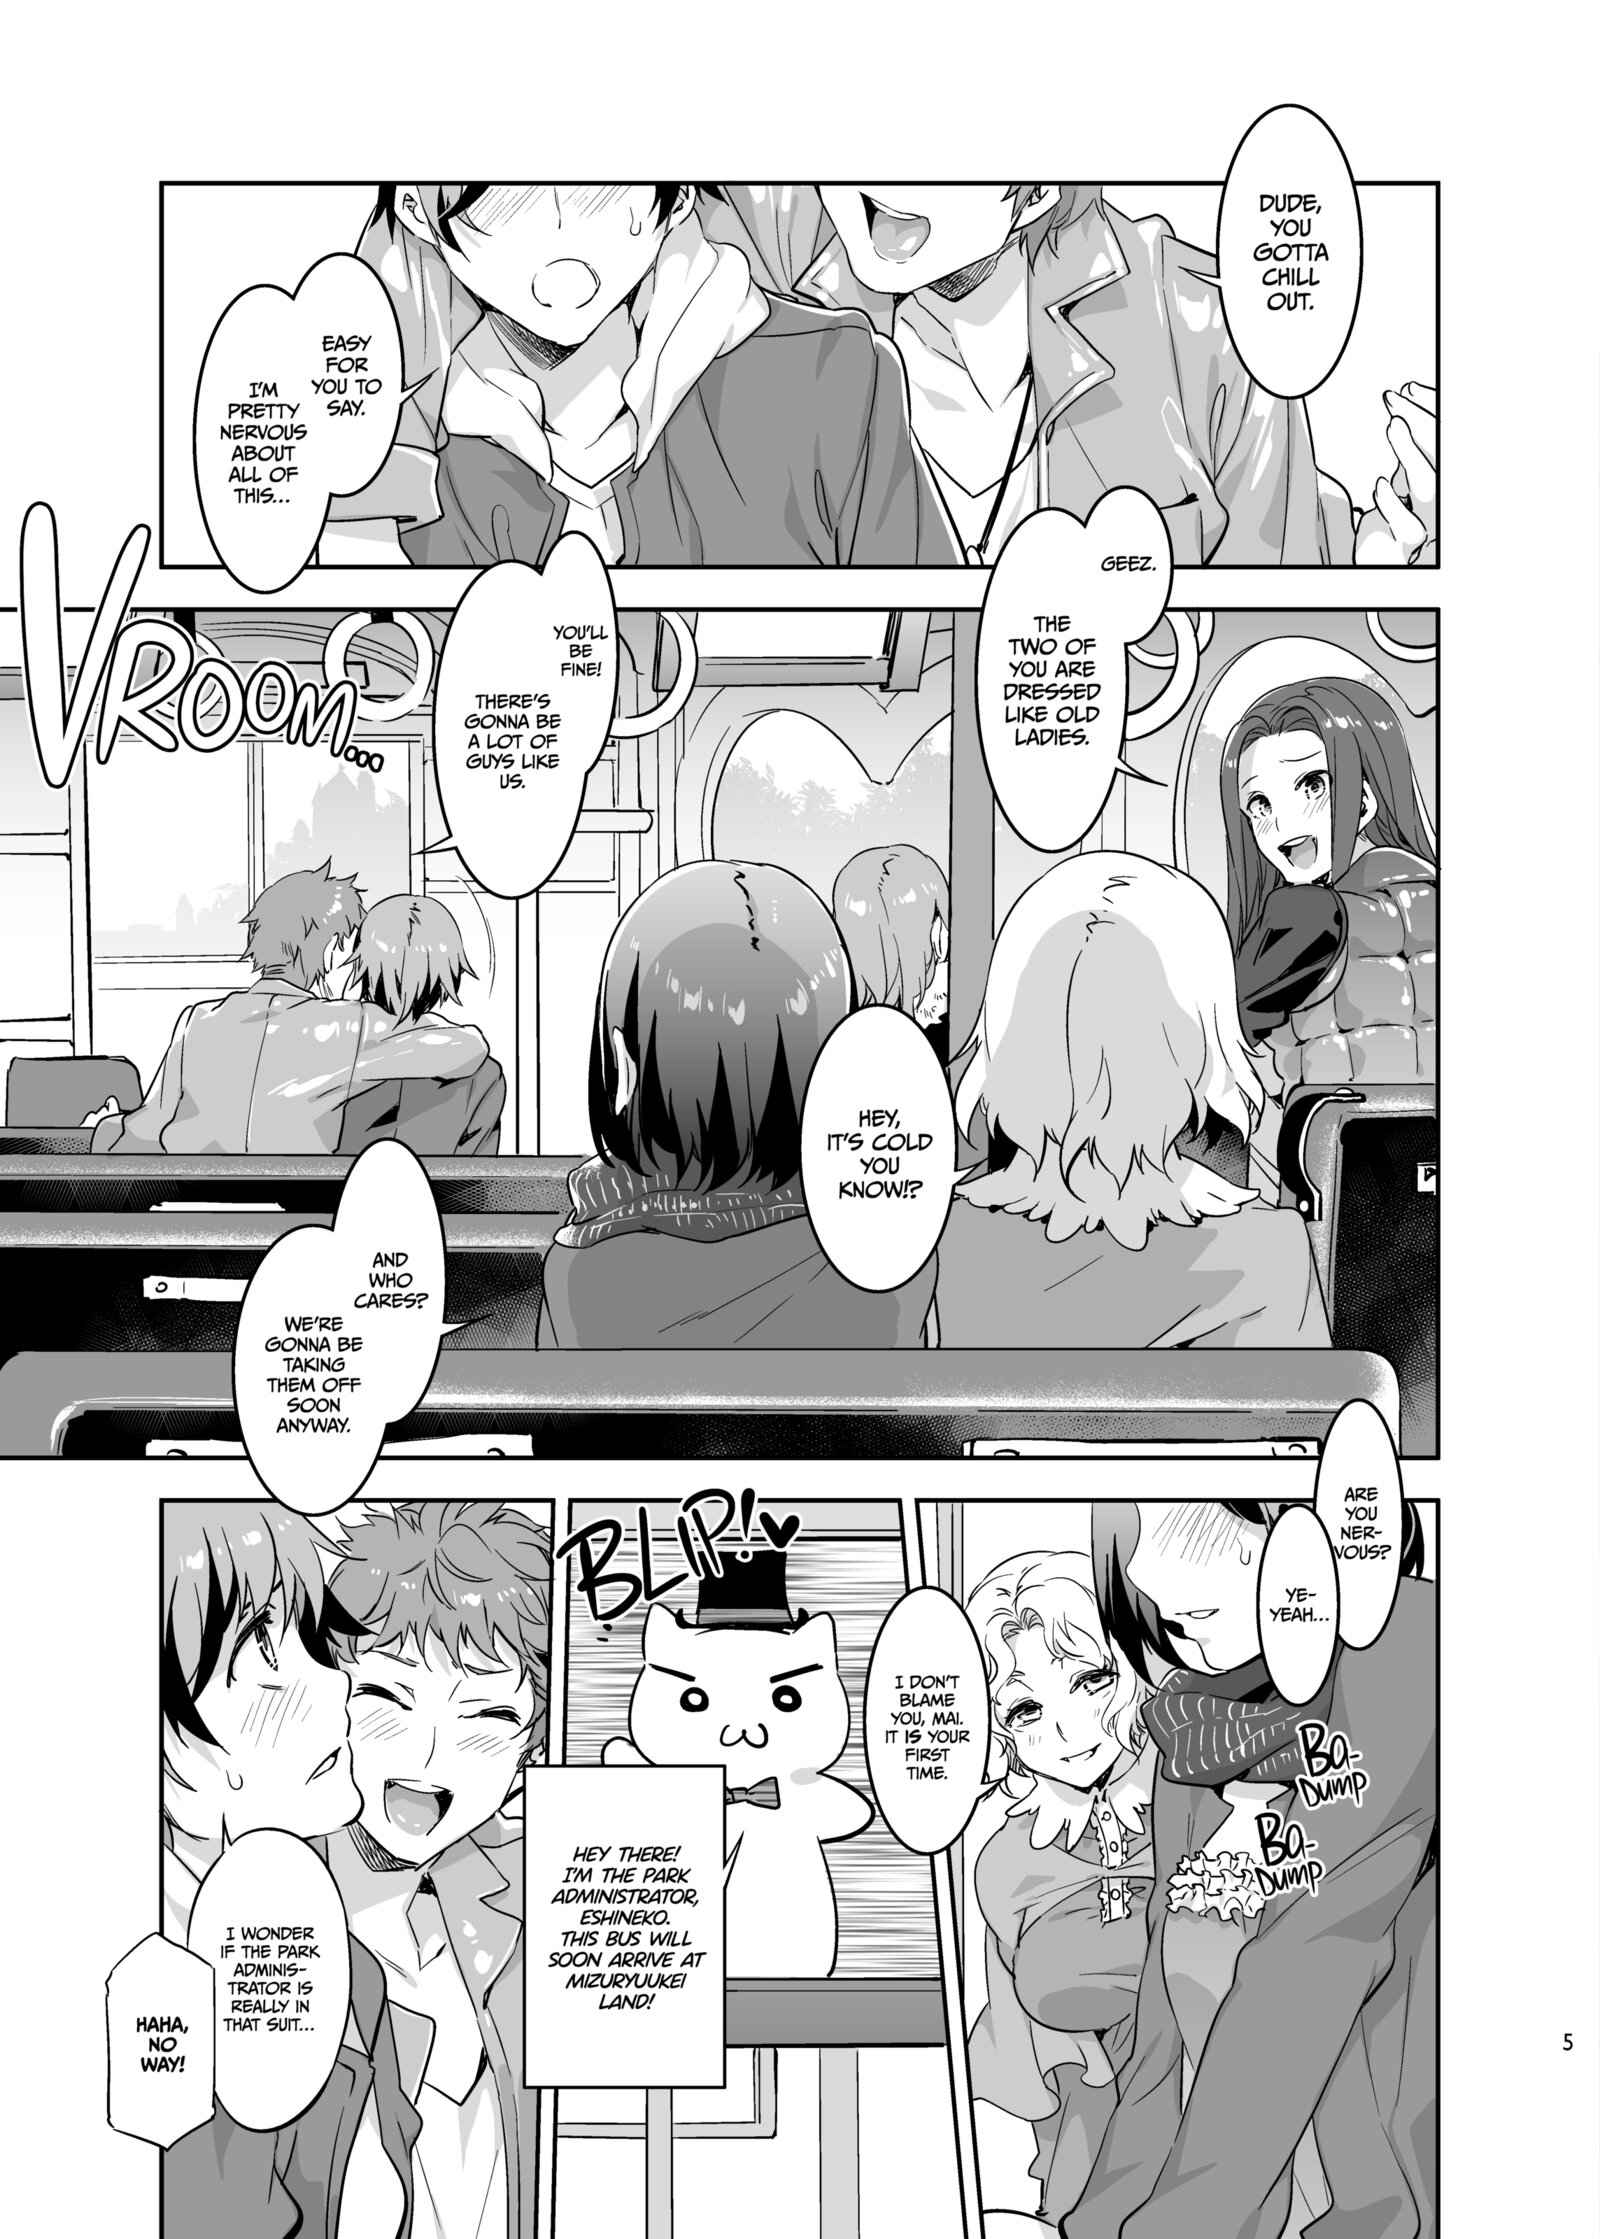 DUDE,
YOU
GOTTA
CHILL
OUT.
EASY
FOR
YOU TO
SAY.
I'M
PRETTY
NERVOUS
ABOUT
ALL OF
THIS...
GEEZ.
THE
TWO OF
YOU ARE
DRESSED
LIKE OLD
LADIES.
YOU'LL
BE
FINE!
THERE'S
GONNA BE
A LOT OF
GUYS LIKE
US.
VROOM...
HEY,
IT'S COLD
YOU
KNOW!?
AND
WHO
CARES?
WE'RE
GONNA BE
TAKING
THEM OFF
SOON
ANYWAY.
ARE
YOU
NER-
VOUS?
YE-
YEAH...
I DON'T
BLAME
YOU, MAI.
IT IS YOUR
FIRST
TIME.
BA-
DUMP
BA-
DUMP
BLIP!♥
HEY THERE!
I'M THE PARK
ADMINISTRATOR,
ESHINEKO.
THIS BUS WILL
SOON ARRIVE AT
MIZURYUUKEI
LAND!
I WONDER
IF THE PARK
ADMINIS-
TRATOR IS
REALLY IN
THAT SUIT...
HAHA,
NO
WAY!
5